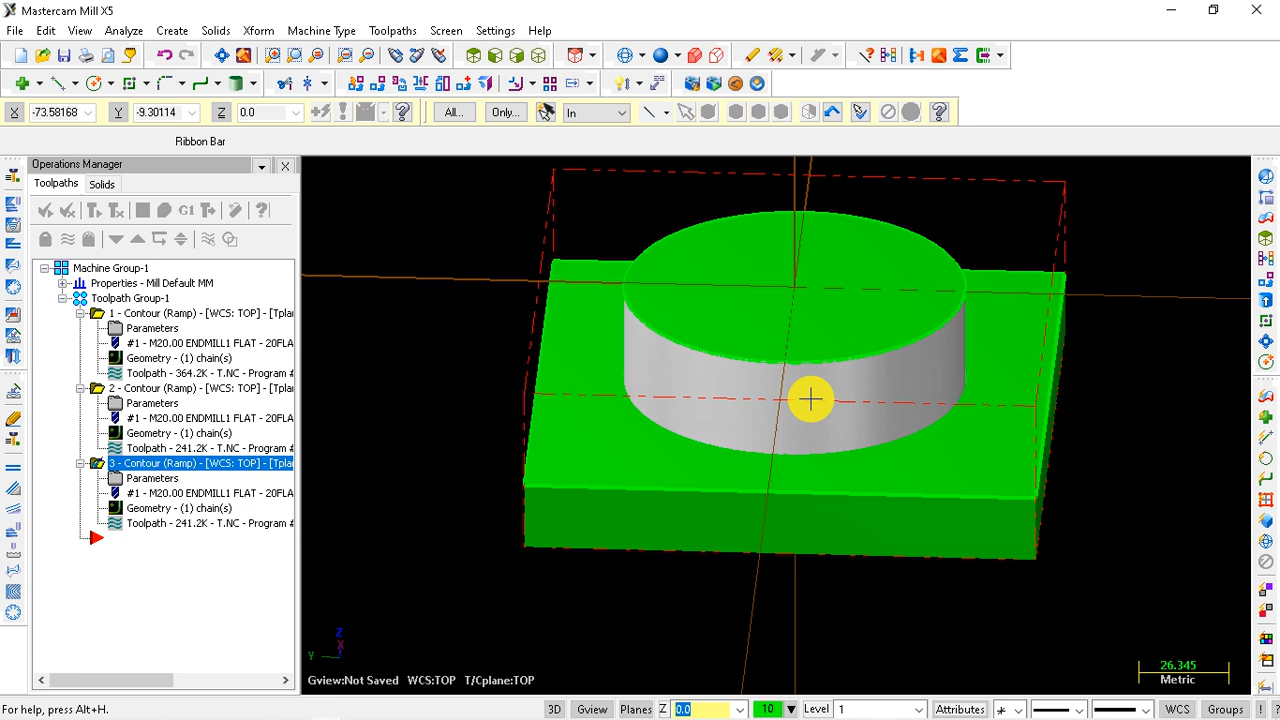 Mastercam Mill X5
File Edit View Analyze Create Solids Xform Machine Type Toolpaths Screen Settings Help
X -73.58168 Y -9.30114 Z 0.0 All... Only... In
Ribbon Bar
Operations Manager
Toolpaths Solids
G1
Machine Group-1
Properties - Mill Default MM
Toolpath Group-1
1 - Contour (Ramp) - [WCS: TOP] - [Tpla
Parameters
#1 - M20.00 ENDMILL1 FLAT - 20FLA
Geometry - (1) chain(s)
Toolpath - 364.2K - T.NC - Program #
2 - Contour (Ramp) - [WCS: TOP] - [Tpla
Parameters
#1 - M20.00 ENDMILL1 FLAT - 20FLA
Geometry - (1) chain(s)
Toolpath - 241.2K - T.NC - Program #
3 - Contour (Ramp) - [WCS: TOP] - [Tpla
Parameters
#1 - M20.00 ENDMILL1 FLAT - 20FLA
Geometry - (1) chain(s)
Toolpath - 241.2K - T.NC - Program #
Z
X
Y
Gview:Not Saved WCS:TOP T/Cplane:TOP
26.345
Metric
For help, press Alt+H. 3D Gview Planes Z 0.0 10 Level 1 Attributes WCS Groups ?